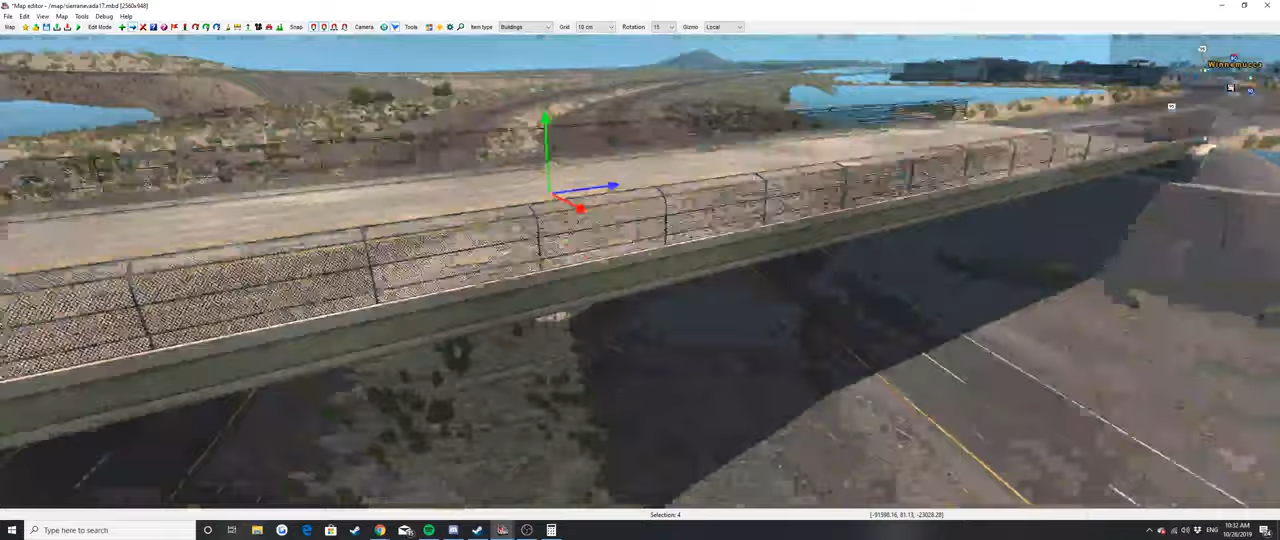 *Map editor - /map/sierranevada17.mbd [2560x948]
File Edit View Map Tools Debug Help
Map Edit Mode Snap Camera Tools Item type Buildings Grid 10 cm Rotation 15 Gizmo Local
Winnemucca
Selection: 4 [-91598.16, 81.13, -23028.28]
Type here to search
ENG 10:32 AM
10/28/2019